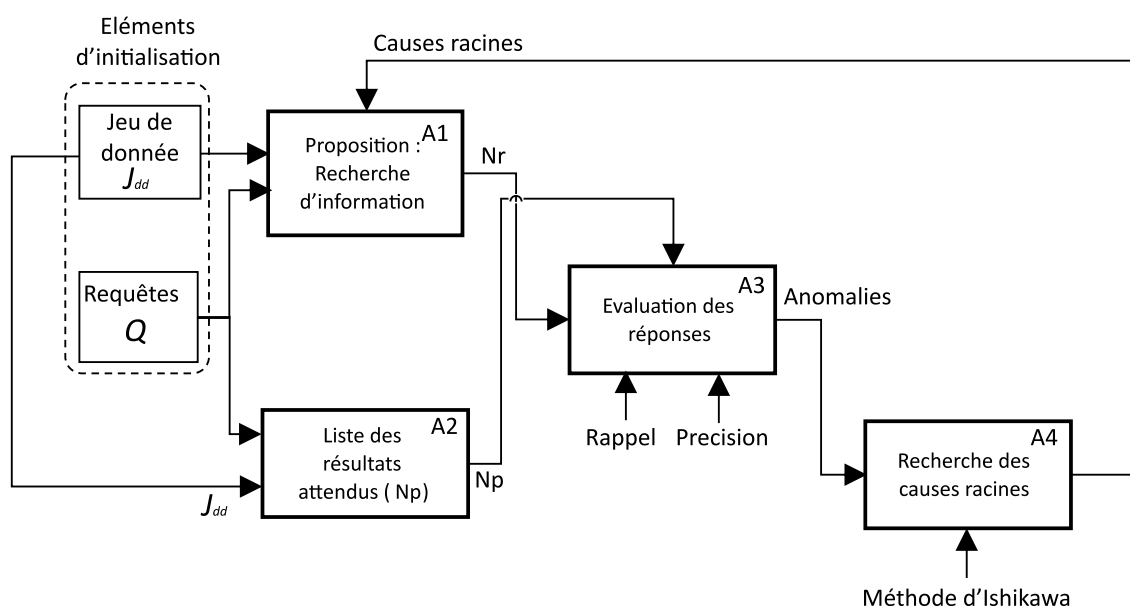 Eléments
d'initialisation
Causes racines
Jeu de
donnée
Jdd
A1
Proposition :
Recherche
d'information
Nr
Requêtes
Q
A3
Evaluation des
réponses
Anomalies
Rappel
Precision
A2
Liste des
résultats
attendus ( Np)
Np
Jdd
A4
Recherche des
causes racines
Méthode d'Ishikawa